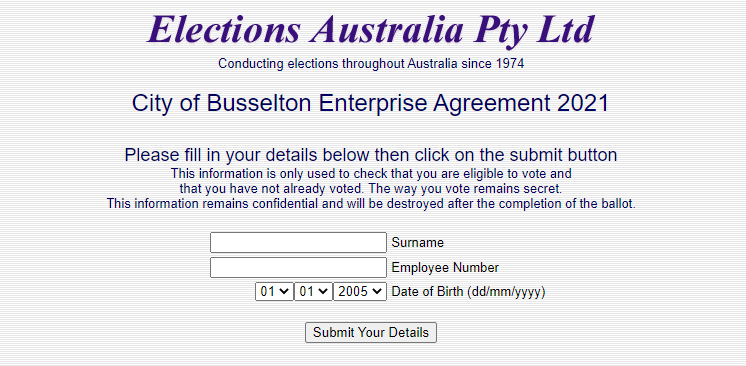 Elections Australia Pty Ltd
Conducting elections throughout Australia since 1974
City of Busselton Enterprise Agreement 2021
Please fill in your details below then click on the submit button
This information is only used to check that you are eligible to vote and
that you have not already voted. The way you vote remains secret.
This information remains confidential and will be destroyed after the completion of the ballot.
Surname
Employee Number
01 01 2005 Date of Birth (dd/mm/yyyy)
Submit Your Details